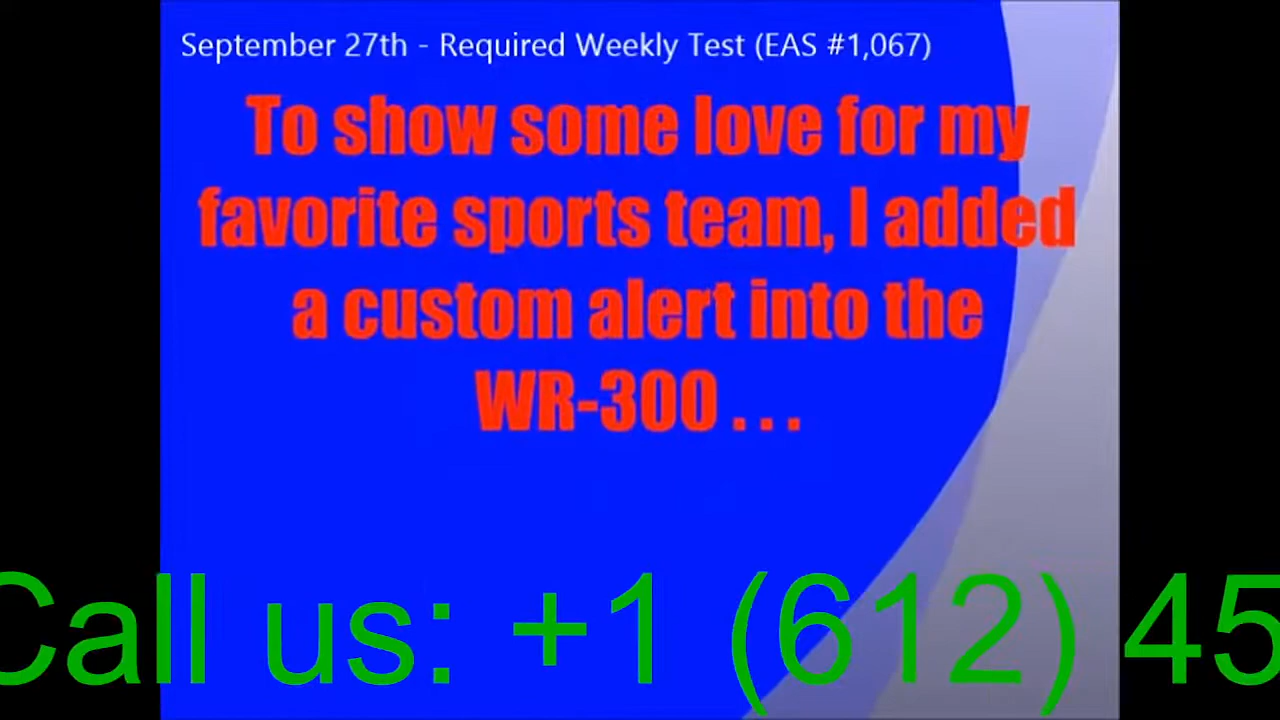 September 27th - Required Weekly Test (EAS #1,067)
To show some love for my
favorite sports team, I added
a custom alert into the
WR-300 . . .
Call us: +1 (612) 45